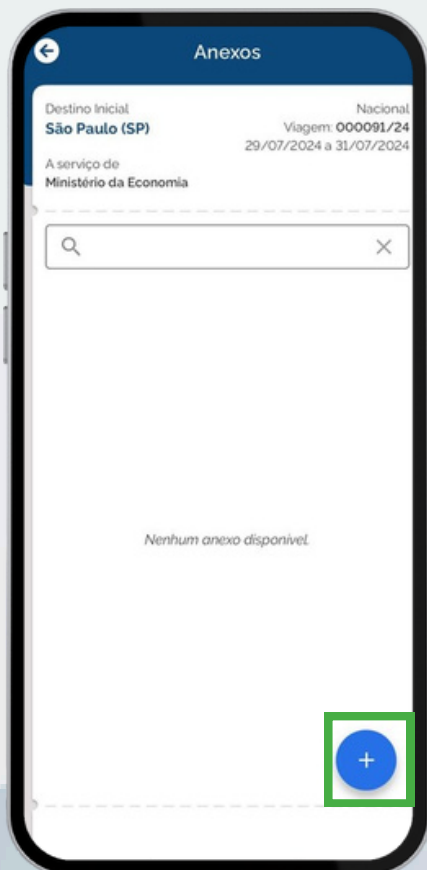 Anexos
Destino Inicial
São Paulo (SP)
Nacional
Viagem: 000091/24
29/07/2024 a 31/07/2024
A serviço de
Ministério da Economia
Nenhum anexo disponível.
+